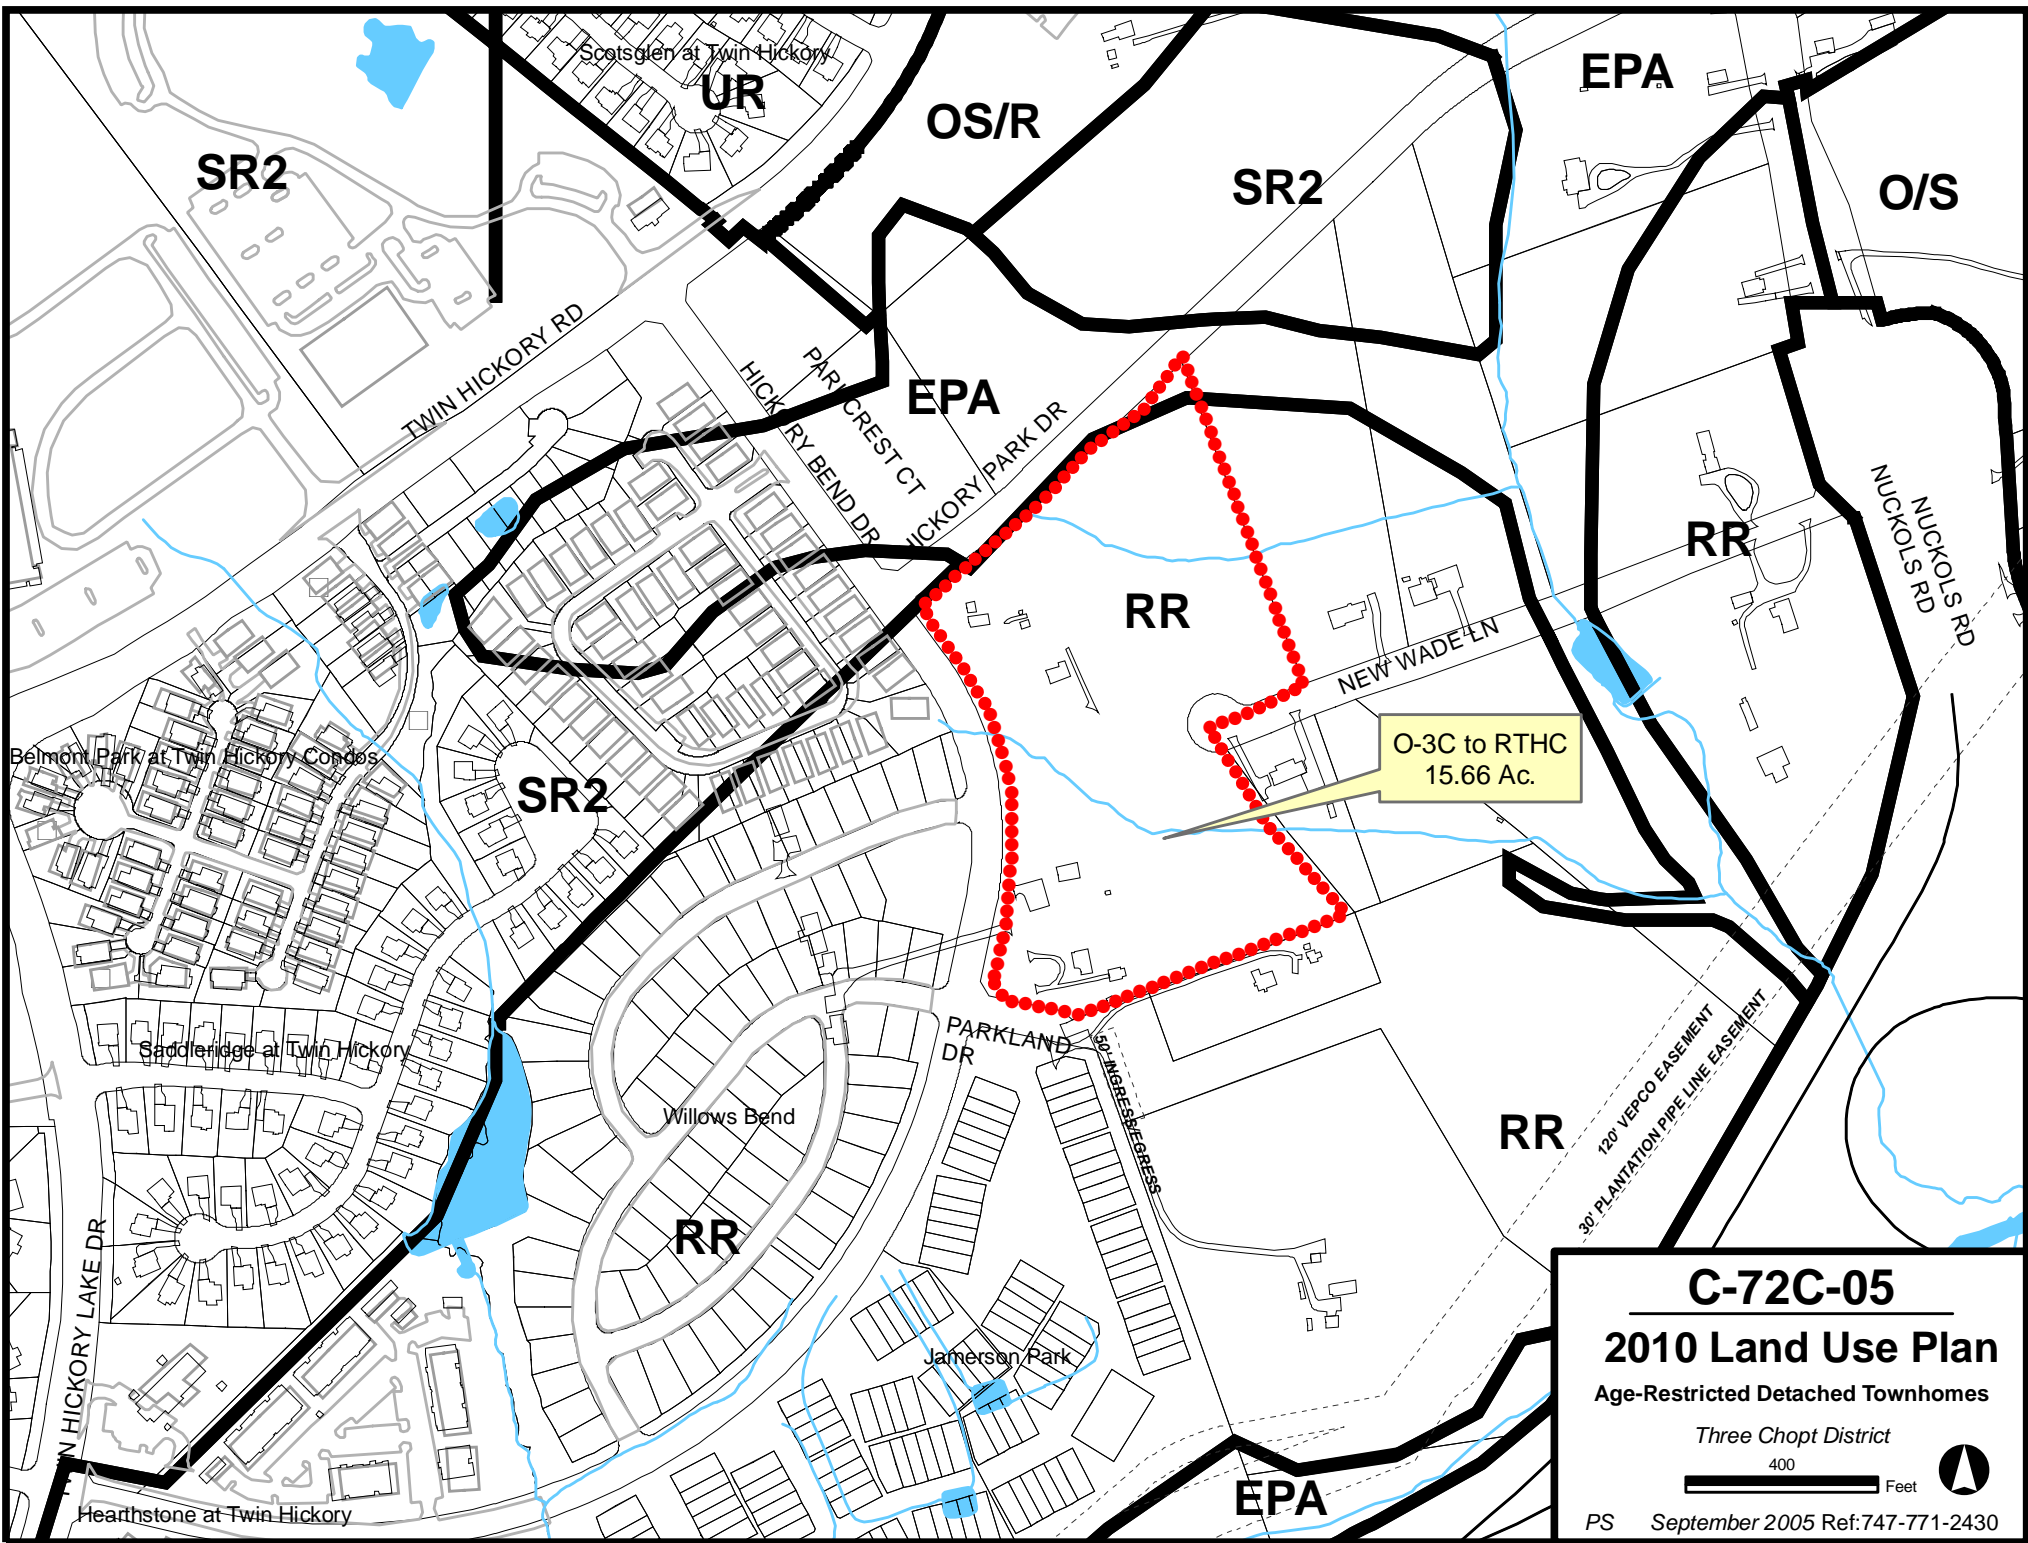 Scotsglen at Twin Hickory
UR
EPA
OS/R
SR2
SR2
O/S
TWIN HICKORY RD
PARKCREST CT
HICKORY BEND DR
EPA
HICKORY PARK DR
NUCKOLS RD
NUCKOLS RD
RR
RR
NEW WADE LN
O-3C to RTHC
15.66 Ac.
Belmont Park at Twin Hickory Condos
SR2
PARKLAND
DR
50' INGRESS/EGRESS
Saddleridge at Twin Hickory
Willows Bend
RR
120' VEPCO EASEMENT
30' PLANTATION PIPE LINE EASEMENT
RR
TWIN HICKORY LAKE DR
Jamerson Park
Hearthstone at Twin Hickory
EPA
C-72C-05
2010 Land Use Plan
Age-Restricted Detached Townhomes
Three Chopt District
400
Feet
PS September 2005 Ref:747-771-2430